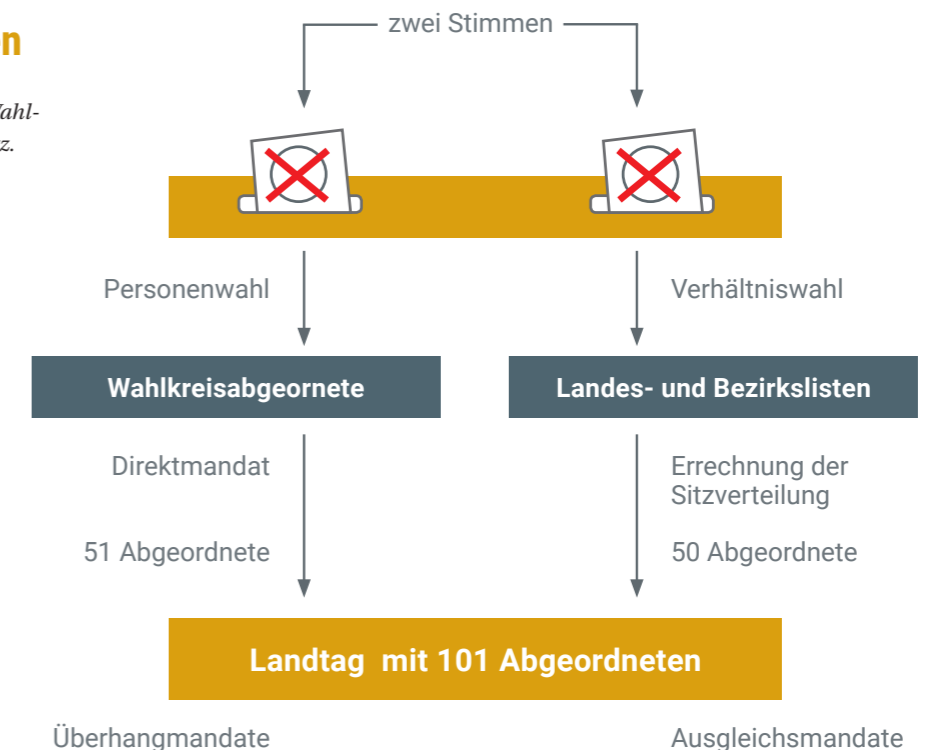 zwei Stimmen
n
Wahl-
z.
Personenwahl
Verhältniswahl
Wahlkreisabgeornete
Landes- und Bezirkslisten
Direktmandat
Errechnung der
Sitzverteilung
51 Abgeordnete
50 Abgeordnete
Landtag mit 101 Abgeordneten
Überhangmandate
Ausgleichsmandate